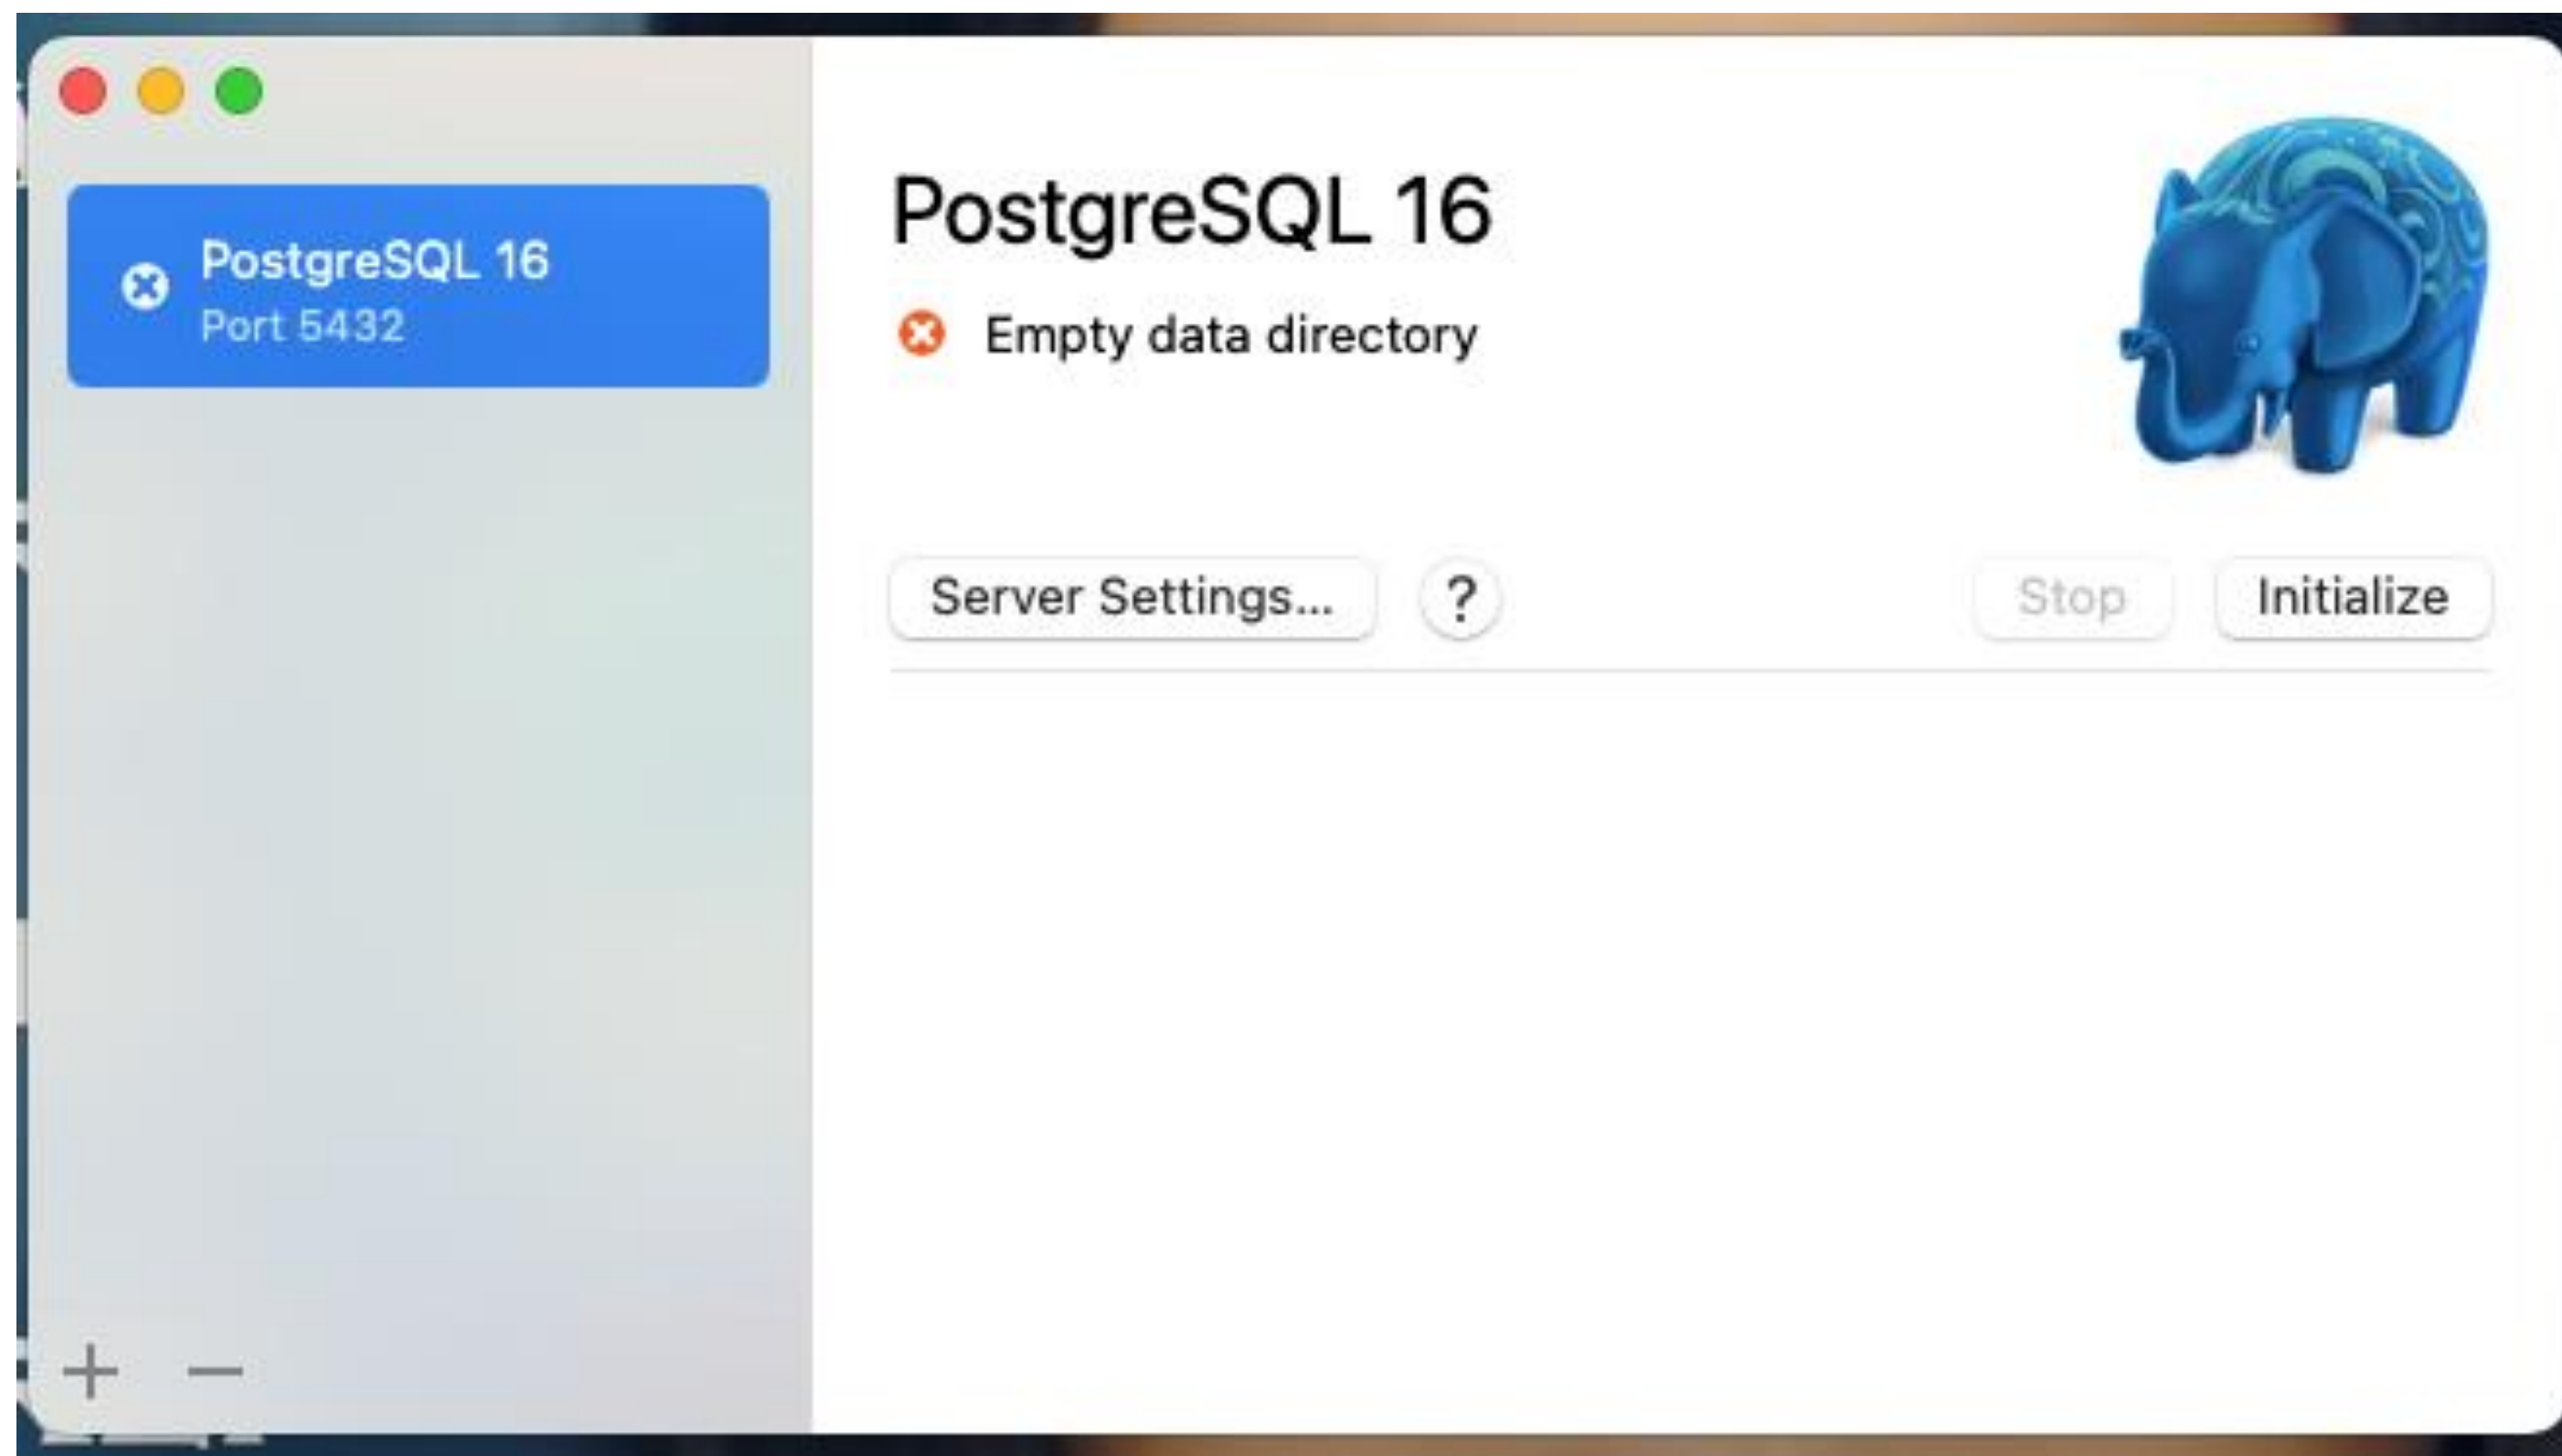 PostgreSQL 16
Port 5432
PostgreSQL 16
Empty data directory
Server Settings...
?
Stop
Initialize